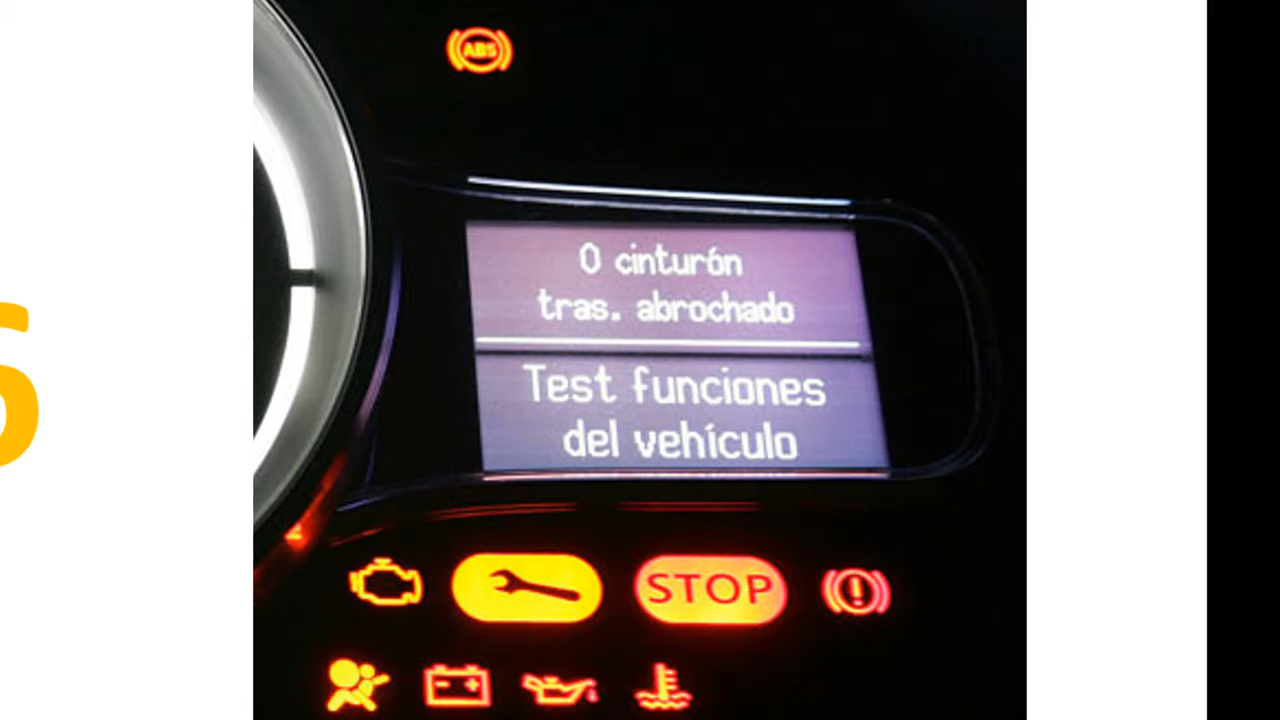 ABS
0 cinturón
tras. abrochado
Test funciones
del vehículo
STOP